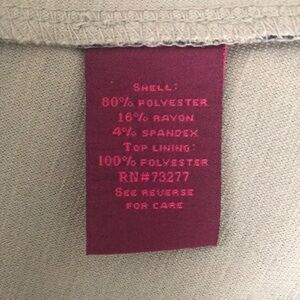 SHELL:
80% POLYESTER
16% RAYON
4% SPANDEX
TOP LINING:
100% POLYESTER
RN#73277
SEE REVERSE
FOR CARE